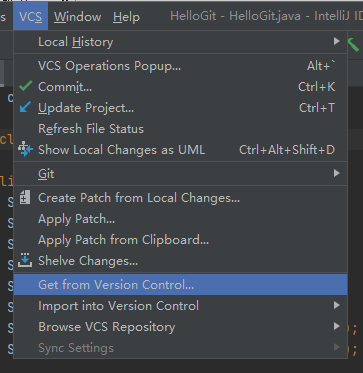 VCS Window Help HelloGit - HelloGit.java - IntelliJ ID
Local History
VCS Operations Popup... Alt+`
Commit... Ctrl+K
Update Project... Ctrl+T
Refresh File Status
Show Local Changes as UML Ctrl+Alt+Shift+D
Git
Create Patch from Local Changes...
Apply Patch...
Apply Patch from Clipboard...
Shelve Changes...
Get from Version Control...
Import into Version Control
Browse VCS Repository
Sync Settings